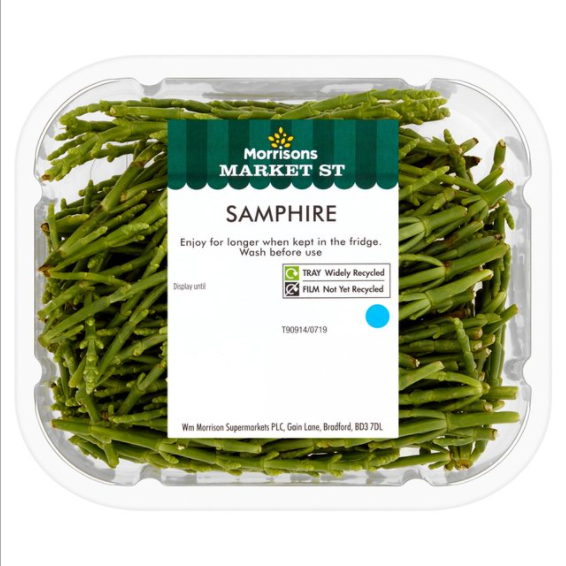 Morrisons
MARKET ST
SAMPHIRE
Enjoy for longer when kept in the fridge.
Wash before use
TRAY Widely Recycled
FILM Not Yet Recycled
Display until
T90914/0719
Wm Morrison Supermarkets PLC, Gain Lane, Bradford, BD3 7DL